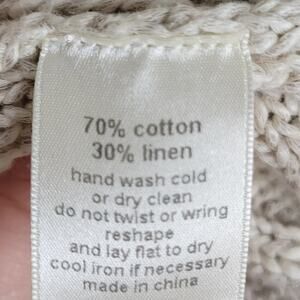 70% cotton
30% linen
hand wash cold
or dry clean
do not twist or wring
reshape
and lay flat to dry
cool iron if necessary
made in china